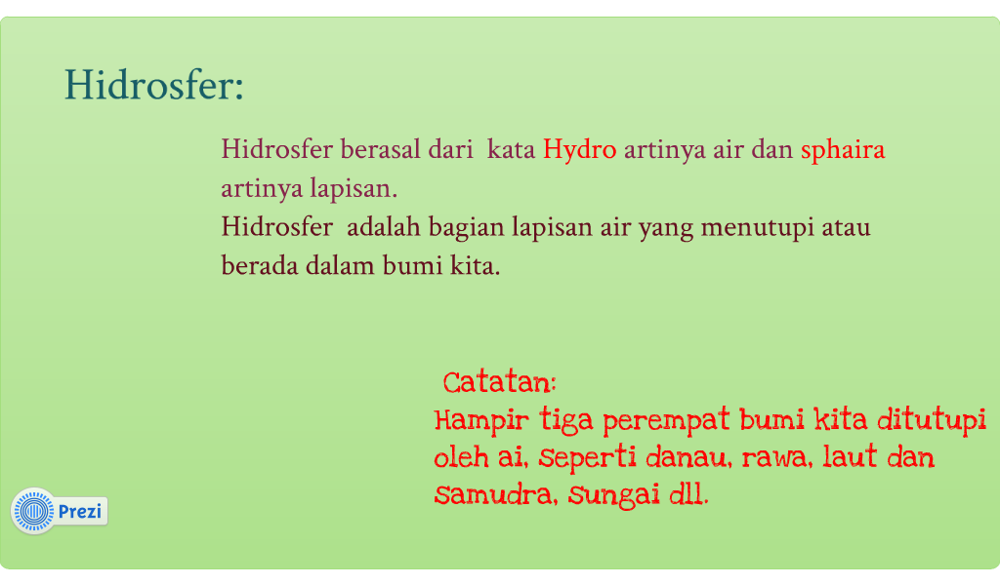 Hidrosfer:
Hidrosfer berasal dari kata Hydro artinya air dan sphaira
artinya lapisan.
Hidrosfer adalah bagian lapisan air yang menutupi atau
berada dalam bumi kita.
Catatan:
Hampir tiga perempat bumi kita ditutupi
oleh ai, seperti danau, rawa, laut dan
samudra, sungai dll.
Prezi